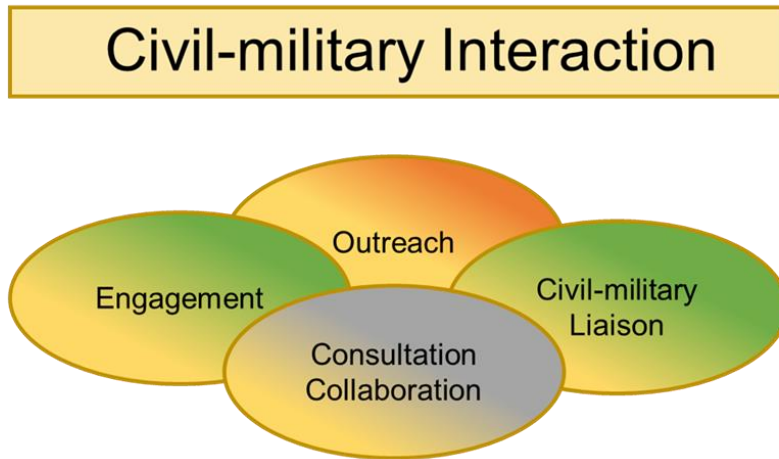 Civil-military Interaction
Outreach
Engagement
Civil-military
Liaison
Consultation
Collaboration